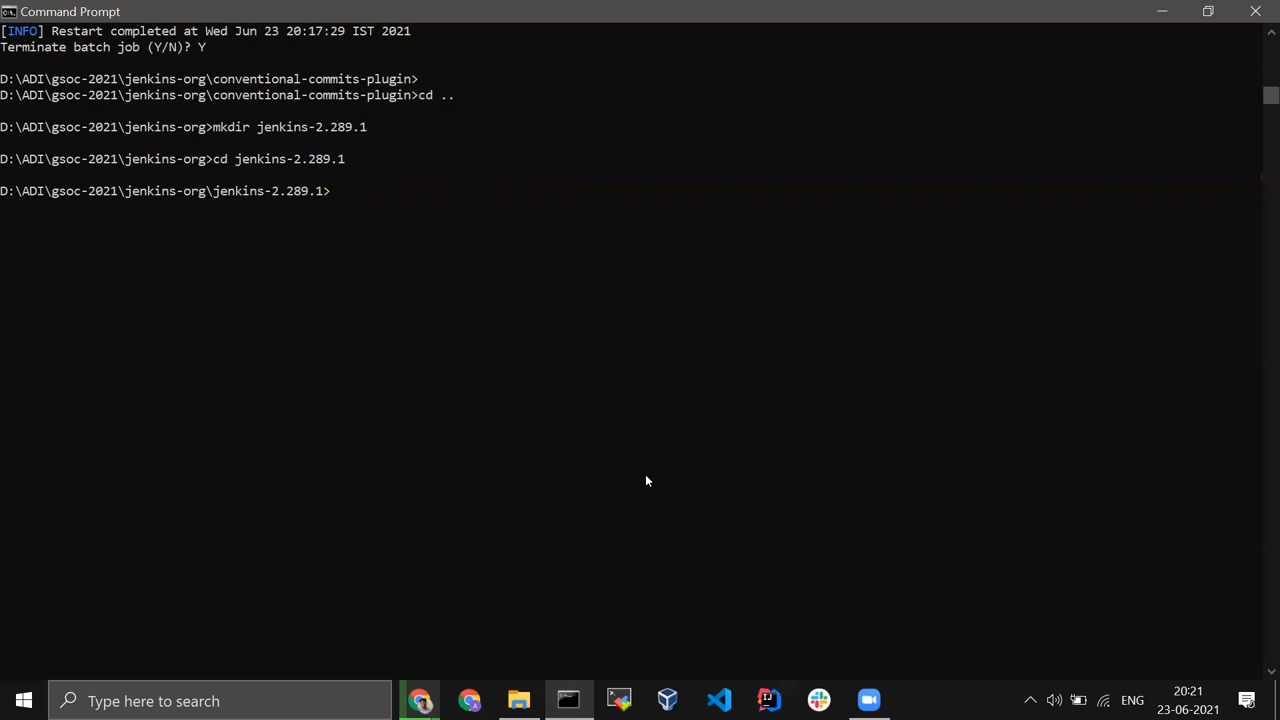 Command Prompt
[INFO] Restart completed at Wed Jun 23 20:17:29 IST 2021
Terminate batch job (Y/N)? Y
D:\ADI\gsoc-2021\jenkins-org\conventional-commits-plugin>
D:\ADI\gsoc-2021\jenkins-org\conventional-commits-plugin>cd ..
D:\ADI\gsoc-2021\jenkins-org>mkdir jenkins-2.289.1
D:\ADI\gsoc-2021\jenkins-org>cd jenkins-2.289.1
D:\ADI\gsoc-2021\jenkins-org\jenkins-2.289.1>
Type here to search
ENG
20:21
23-06-2021